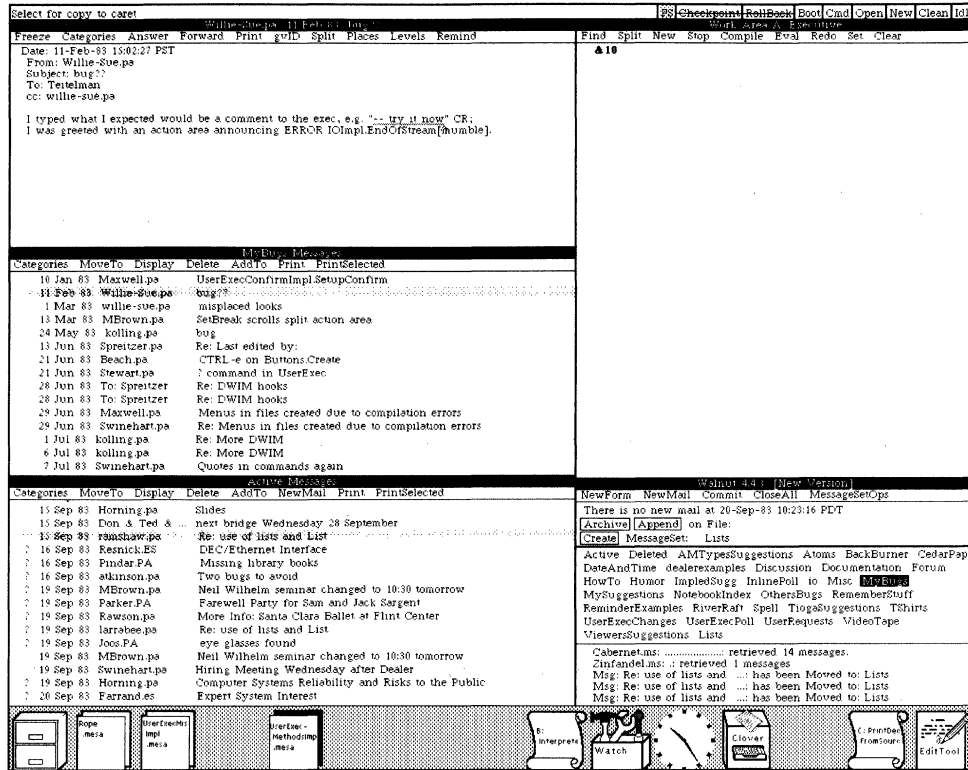 Select for copy to caret
PS Checkpoint RollBack Boot Cmd Open New Clean Idl
Willie-Sue.pa 11 Feb 83 bug??
Freeze Categories Answer Forward Print gvID Split Places Levels Remind
Date: 11-Feb-83 15:02:27 PST
From: Willie-Sue.pa
Subject: bug??
To: Teitelman
cc: willie-sue.pa
I typed what I expected would be a comment to the exec, e.g. "-- try it now" CR;
I was greeted with an action area announcing ERROR IOImpl.EndOfStream[
Work Area A Executive
Find Split New Stop Compile Eval Redo Set Clear
&10
MyBugs Messages
Categories MoveTo Display Delete AddTo Print PrintSelected
10 Jan 83 Maxwell.pa UserExecConfirmImpl.SetupConfirm
11 Feb 83 Willie-Sue.pa bug??
1 Mar 83 willie-sue.pa misplaced looks
13 Mar 83 MBrown.pa SetBreak scrolls split action area
24 May 83 kolling.pa bug
13 Jun 83 Spreitzer.pa Re: Last edited by:
21 Jun 83 Beach.pa CTRL-e on Buttons.Create
21 Jun 83 Stewart.pa ? command in UserExec
28 Jun 83 To: Spreitzer Re: DWIM hooks
28 Jun 83 To: Spreitzer Re: DWIM hooks
29 Jun 83 Maxwell.pa Menus in files created due to compilation errors
29 Jun 83 Swinehart.pa Re: Menus in files created due to compilation errors
1 Jul 83 kolling.pa Re: More DWIM
6 Jul 83 kolling.pa Re: More DWIM
7 Jul 83 Swinehart.pa Quotes in commands again
Active Messages
Categories MoveTo Display Delete AddTo NewMail Print PrintSelected
15 Sep 83 Horning.pa Slides
15 Sep 83 Don & Ted & ... next bridge Wednesday 28 September
15 Sep 83 ramshaw.pa Re: use of lists and List
? 16 Sep 83 Resnick.ES DEC/Ethernet Interface
? 16 Sep 83 Pindar.PA Missing library books
? 16 Sep 83 atkinson.pa Two bugs to avoid
? 19 Sep 83 MBrown.pa Neil Wilhelm seminar changed to 10:30 tomorrow
? 19 Sep 83 Parker.PA Farewell Party for Sam and Jack Sargent
? 19 Sep 83 Rawson.pa More Info: Santa Clara Ballet at Flint Center
? 19 Sep 83 larrabee.pa Re: use of lists and List
? 19 Sep 83 Joos.PA eye glasses found
19 Sep 83 MBrown.pa Neil Wilhelm seminar changed to 10:30 tomorrow
19 Sep 83 Swinehart.pa Hiring Meeting Wednesday after Dealer
? 19 Sep 83 Horning.pa Computer Systems Reliability and Risks to the Public
? 20 Sep 83 Farrand.es Expert System Interest
Walnut 4.4.3 [New Version]
NewForm NewMail Commit CloseAll MessageSetOps
There is no new mail at 20-Sep-83 10:23:16 PDT
Archive Append on File:
Create MessageSet: Lists
Active Deleted AMTypesSuggestions Atoms BackBurner CedarPap
DateAndTime dealerexamples Discussion Documentation Forum
HowTo Humor ImpledSugg InlinePoll io Misc MyBugs
MySuggestions NotebookIndex OthersBugs RememberStuff
ReminderExamples RiverRaft Spell TiogaSuggestions TShirts
UserExecChanges UserExecPoll UserRequests VideoTape
ViewersSuggestions Lists
Cabernet.ms: ....................: retrieved 14 messages.
Zinfandel.ms: .: retrieved 1 messages
Msg: Re: use of lists and ...: has been Moved to: Lists
Msg: Re: use of lists and ...: has been Moved to: Lists
Msg: Re: use of lists and ...: has been Moved to: Lists
Rope
.mesa
UserExecMrs
Impl
.mesa
UserExec-
MethodsImp
.mesa
B:
Interprete
Watch
Clover
C: PrintDec
FromSourc
EditTool